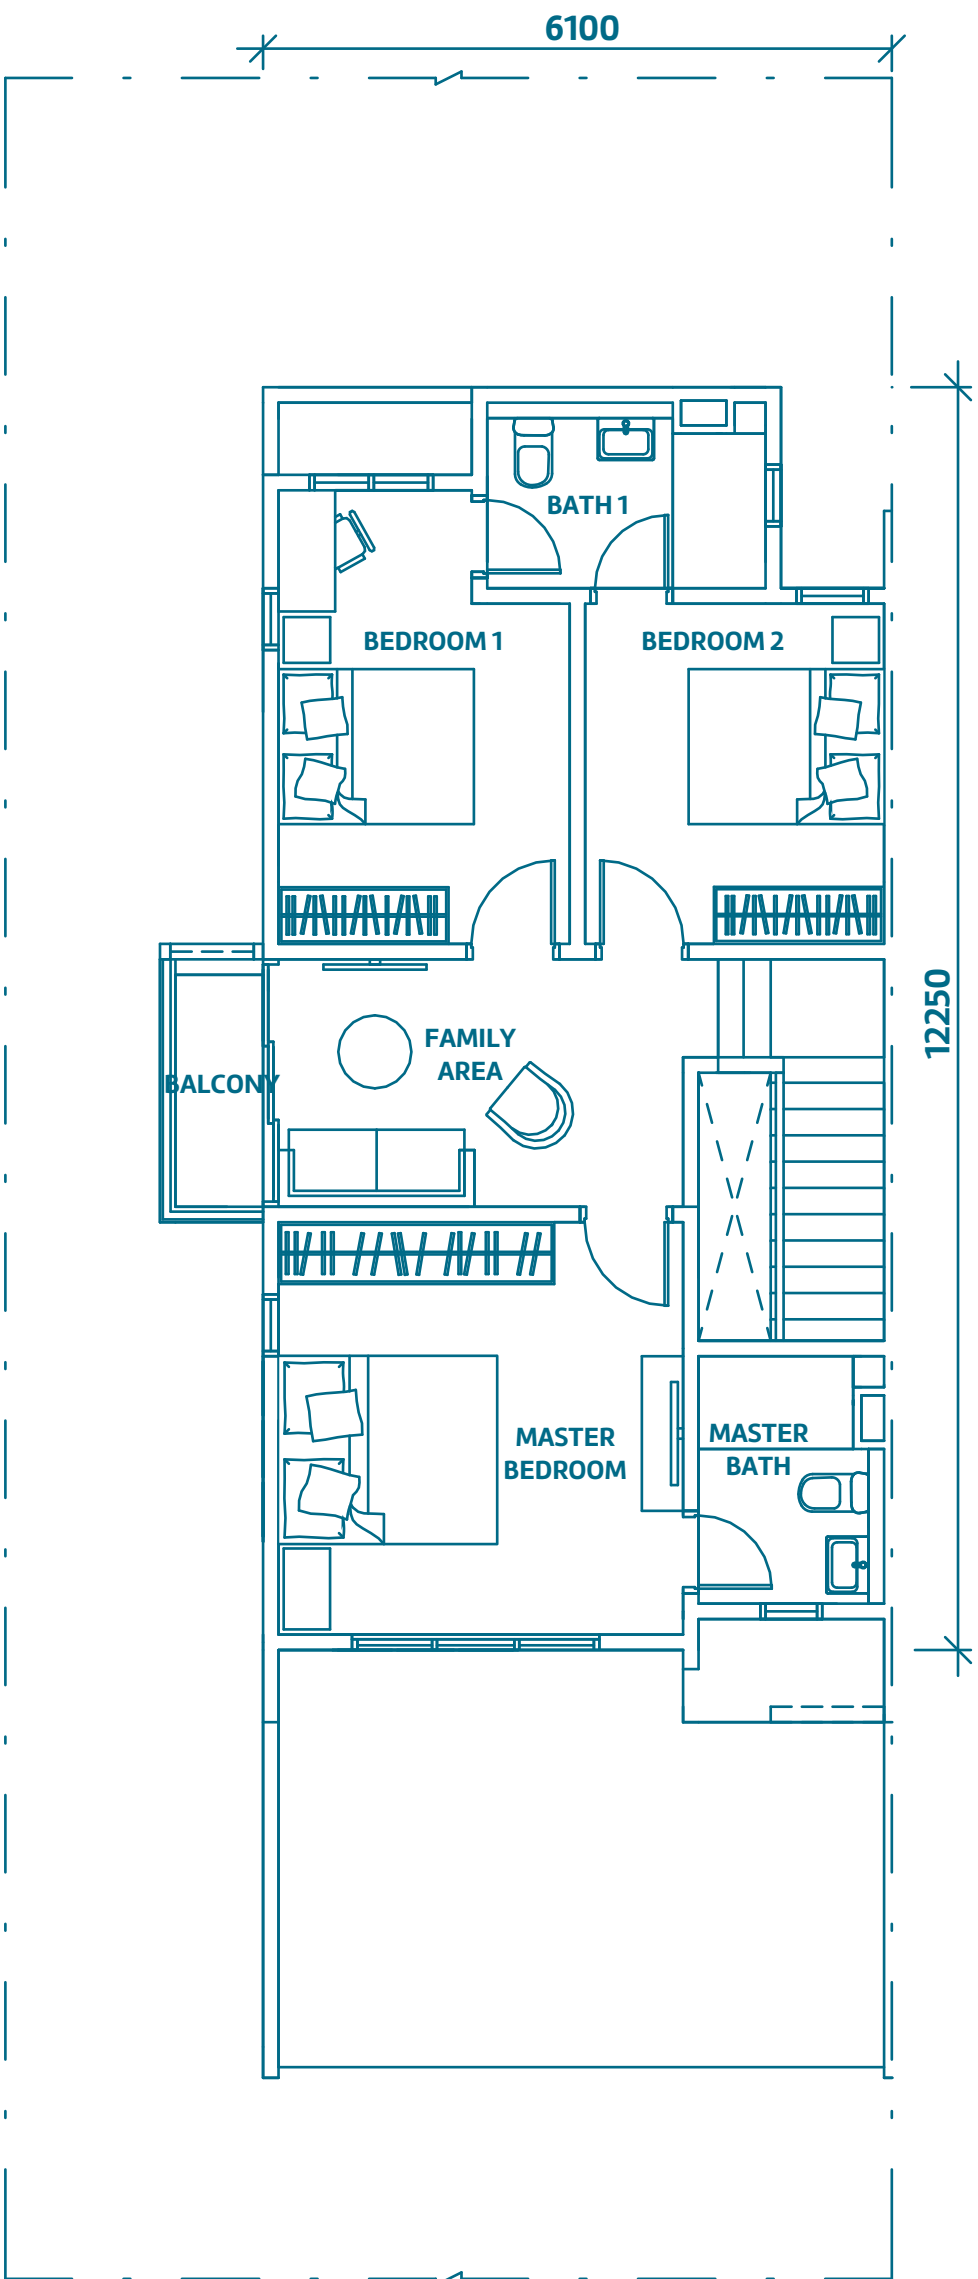 6100
BATH 1
BEDROOM 1
BEDROOM 2
12250
FAMILY
AREA
BALCONY
MASTER
BEDROOM
MASTER
BATH